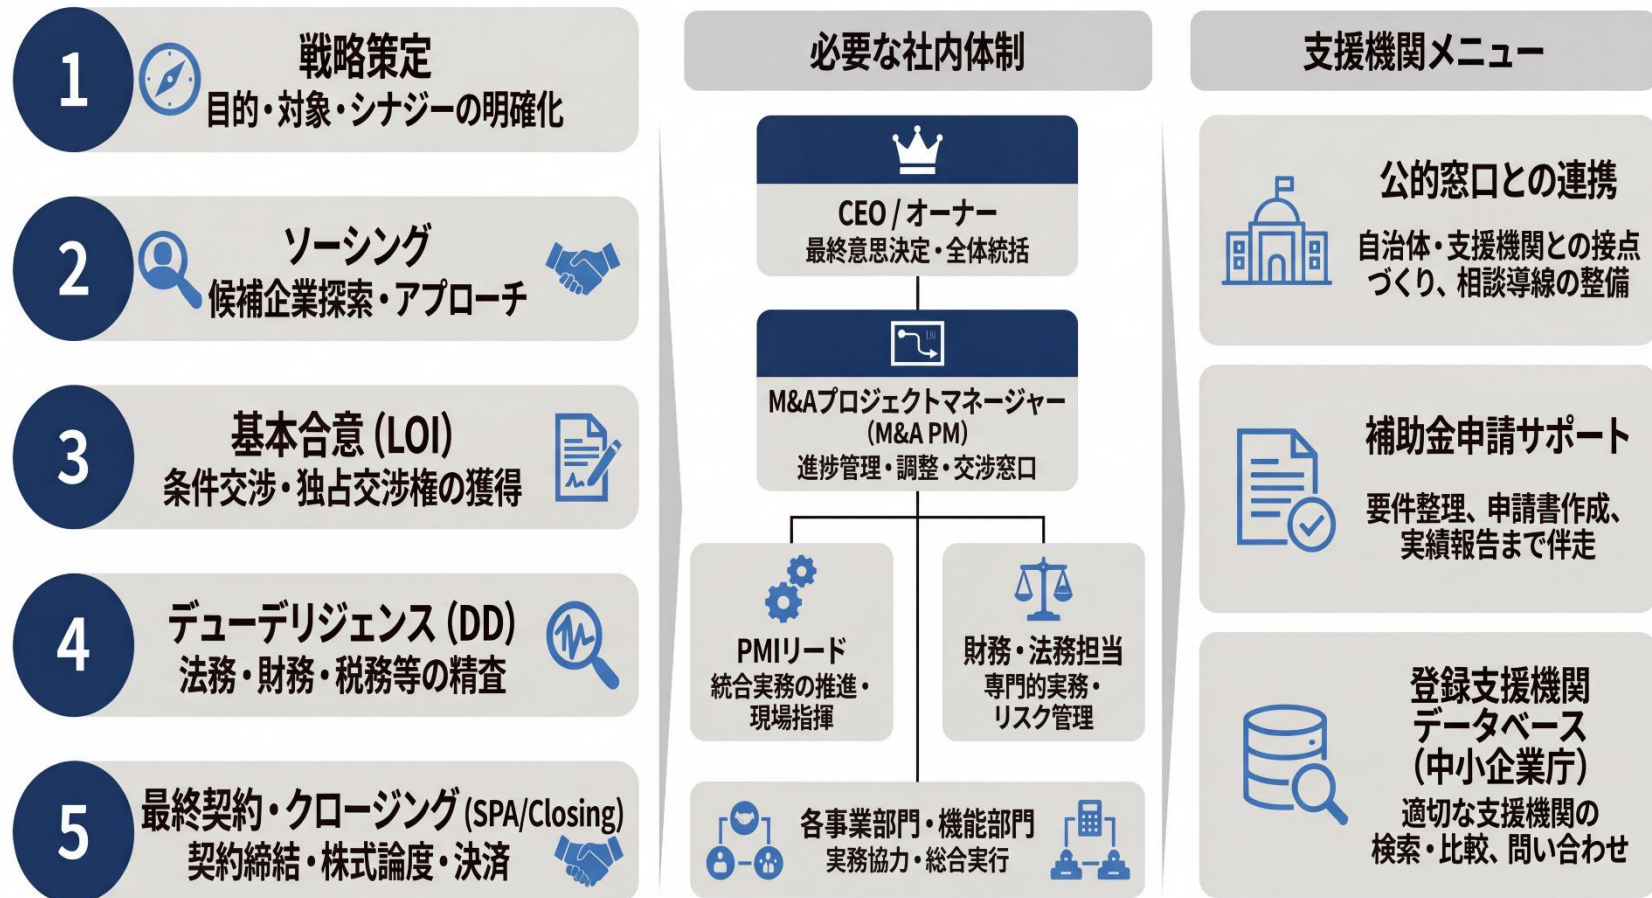 1
戦略策定
目的・対象・シナジーの明確化
2
ソーシング
候補企業探索・アプローチ
3
基本合意 (LOI)
条件交渉・独占交渉権の獲得
4
デューデリジェンス (DD)
法務・財務・税務等の精査
5
最終契約・クロージング (SPA/Closing)
契約締結・株式論度・決済
必要な社内体制
CEO / オーナー
最終意思決定・全体統括
M&Aプロジェクトマネージャー
(M&A PM)
進捗管理・調整・交渉窓口
PMIリード
統合実務の推進・
現場指揮
財務・法務担当
専門的実務・
リスク管理
各事業部門・機能部門
実務協力・総合実行
支援機関メニュー
公的窓口との連携
自治体・支援機関との接点
づくり、相談導線の整備
補助金申請サポート
要件整理、申請書作成、
実績報告まで伴走
登録支援機関
データベース
(中小企業庁)
適切な支援機関の
検索・比較、問い合わせ